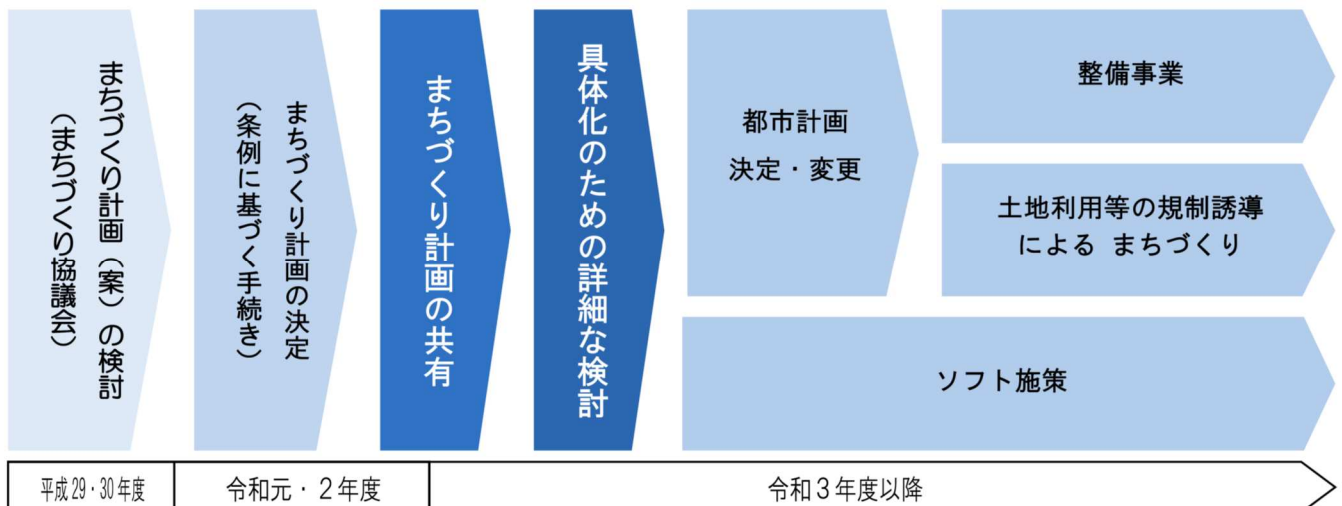 まちづくり計画（案）の検討
（まちづくり協議会）
まちづくり計画の決定
（条例に基づく手続き）
まちづくり計画の共有
具体化のための詳細な検討
都市計画
決定・変更
整備事業
土地利用等の規制誘導
による まちづくり
ソフト施策
平成29・30年度
令和元・２年度
令和３年度以降